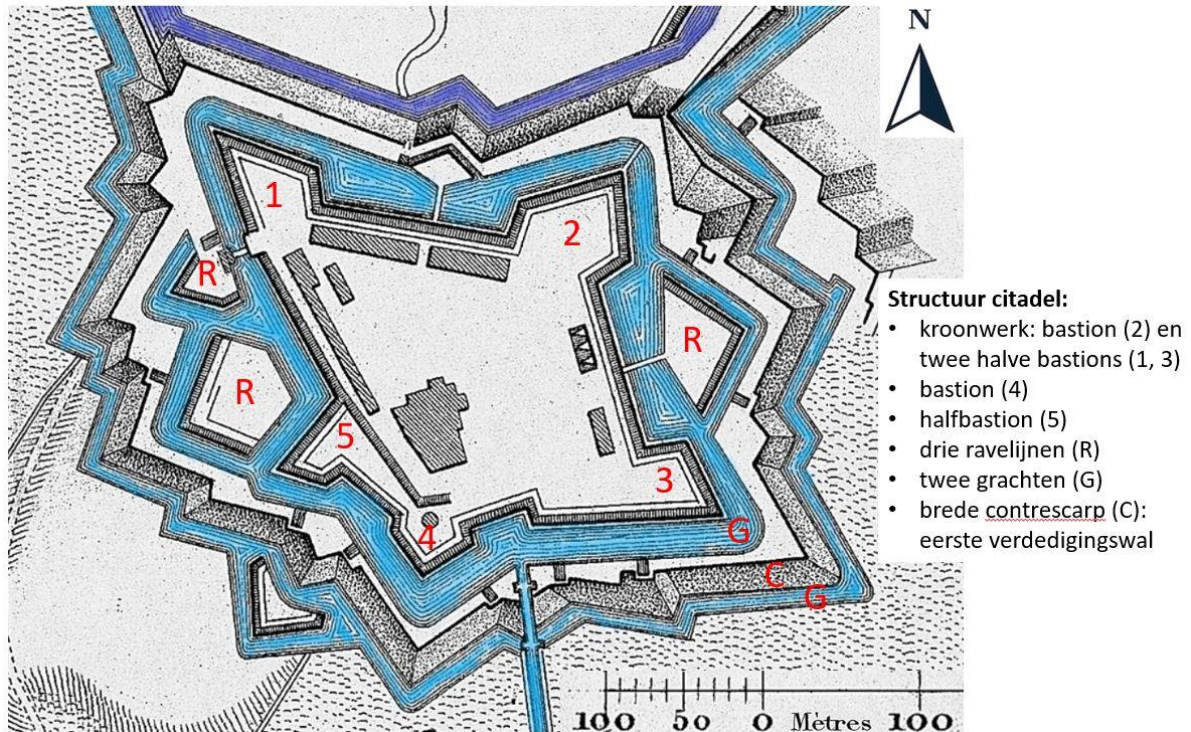 N
1
2
R
R
R
5
3
4
G
C
G
Structuur citadel:
• kroonwerk: bastion (2) en
twee halve bastions (1, 3)
• bastion (4)
• halfbastion (5)
• drie ravelijnen (R)
• twee grachten (G)
• brede contrescarp (C):
eerste verdedigingswal
100 50 0 Mètres 100